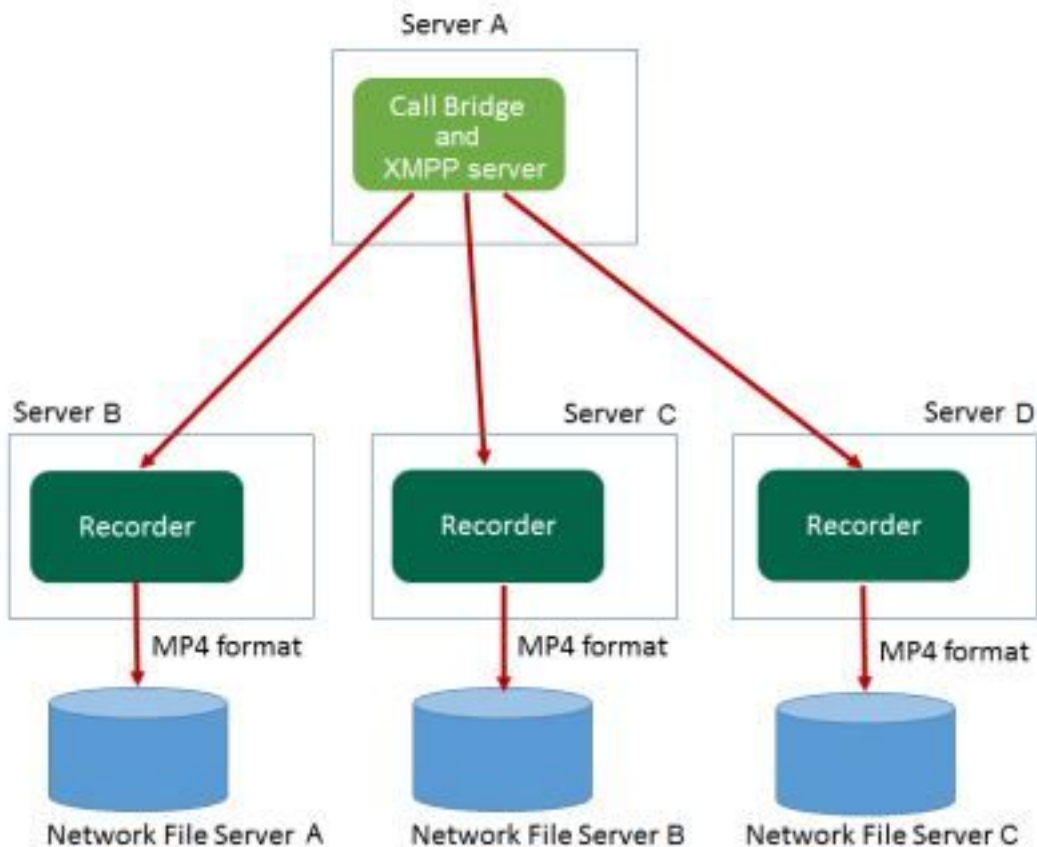 Server A
Call Bridge
and
XMPP server
Server B
Server C
Server D
Recorder
Recorder
Recorder
MP4 format
MP4 format
MP4 format
Network File Server A
Network File Server B
Network File Server C